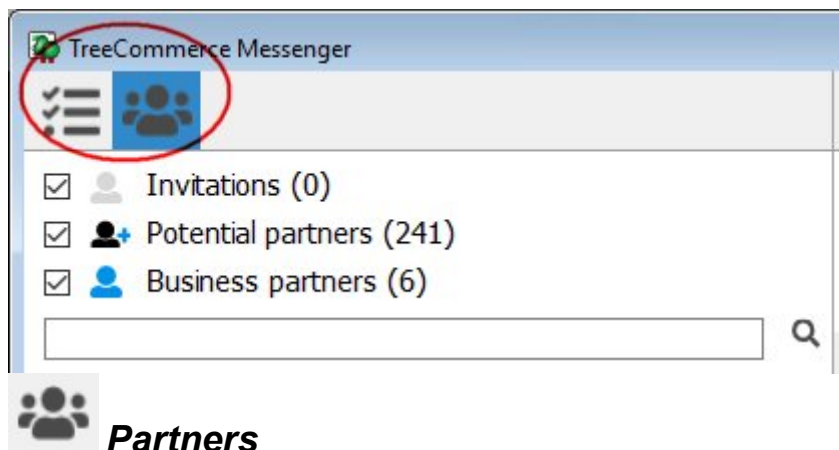 TreeCommerce Messenger
Invitations (0)
Potential partners (241)
Business partners (6)
Partners